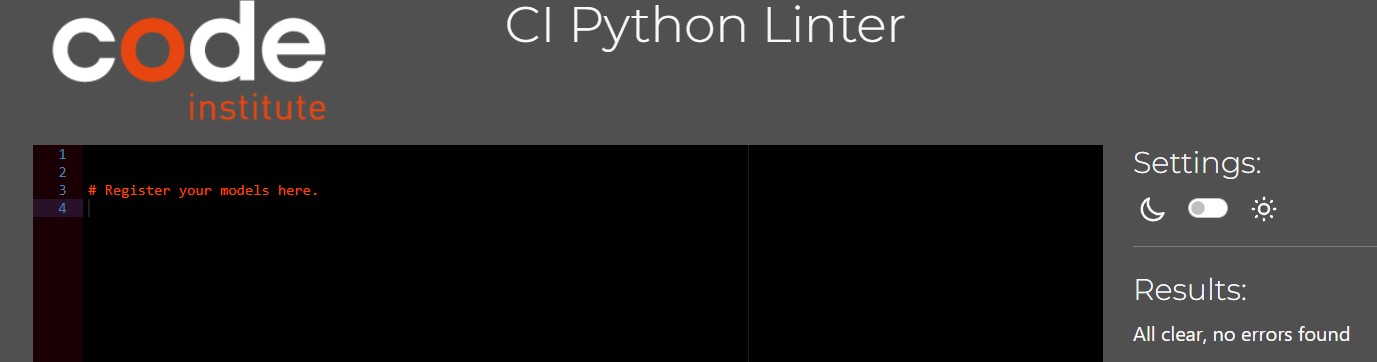 code
institute
CI Python Linter
1
2
3 # Register your models here.
4
Settings:
Results:
All clear, no errors found